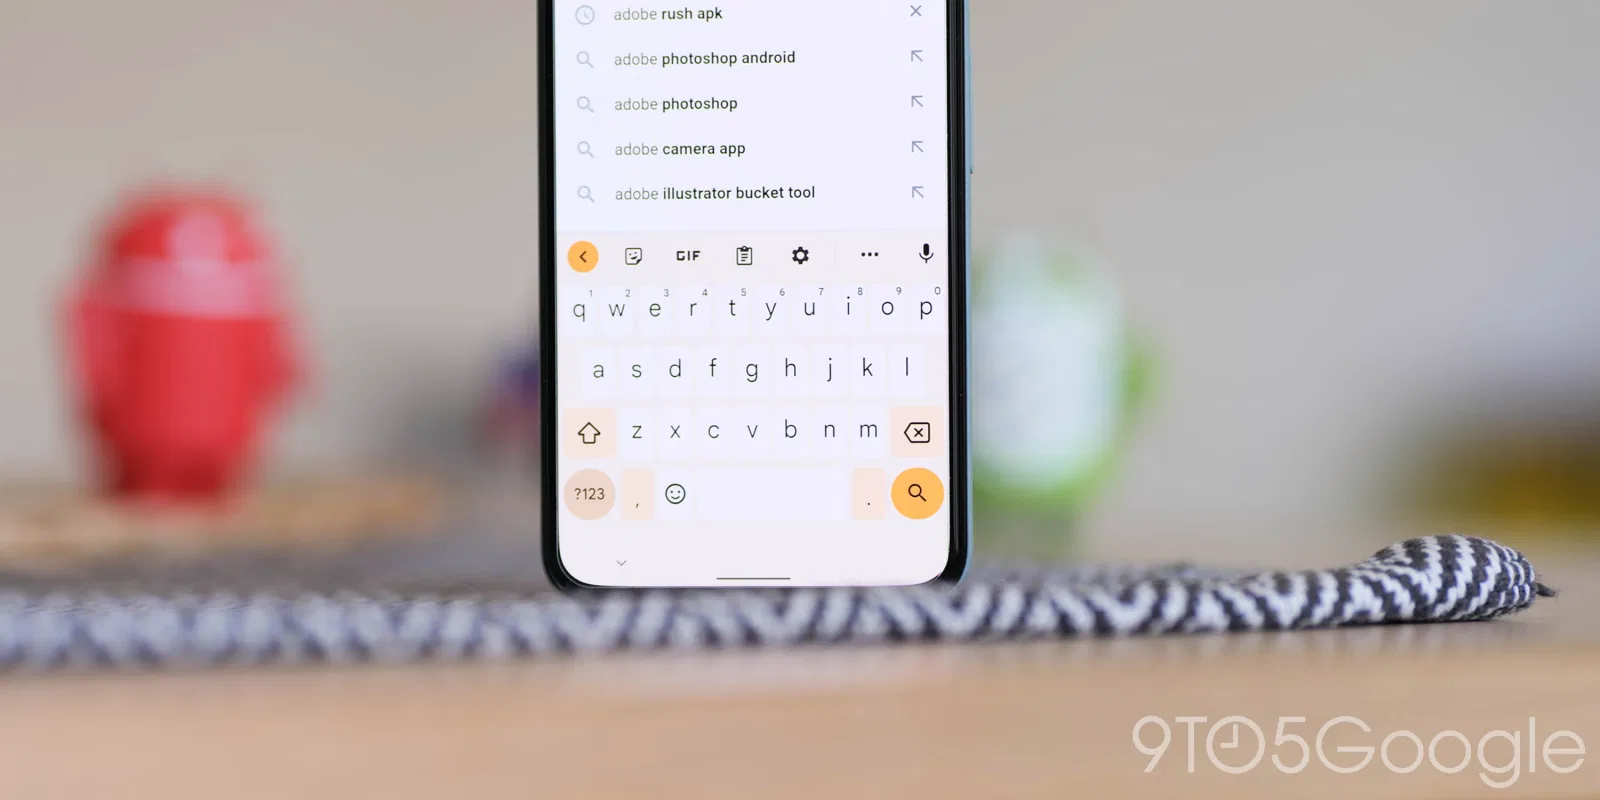 adobe rush apk
adobe photoshop android
adobe photoshop
adobe camera app
adobe illustrator bucket tool
GIF
1 2 3 4 5 6 7 8 9 0
q w e r t y u i o p
a s d f g h j k l
z x c v b n m
?123 , .
9TO5Google